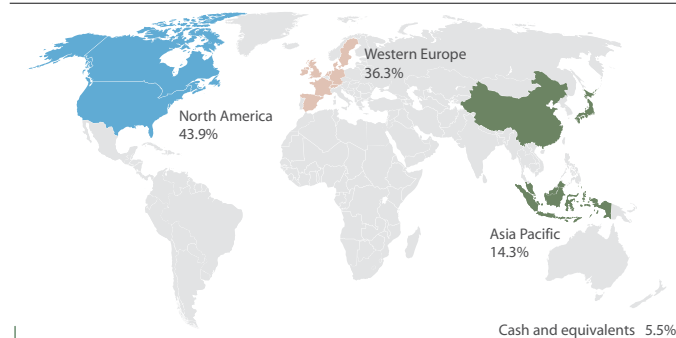 Western Europe
36.3%
North America
43.9%
Asia Pacific
14.3%
Cash and equivalents 5.5%